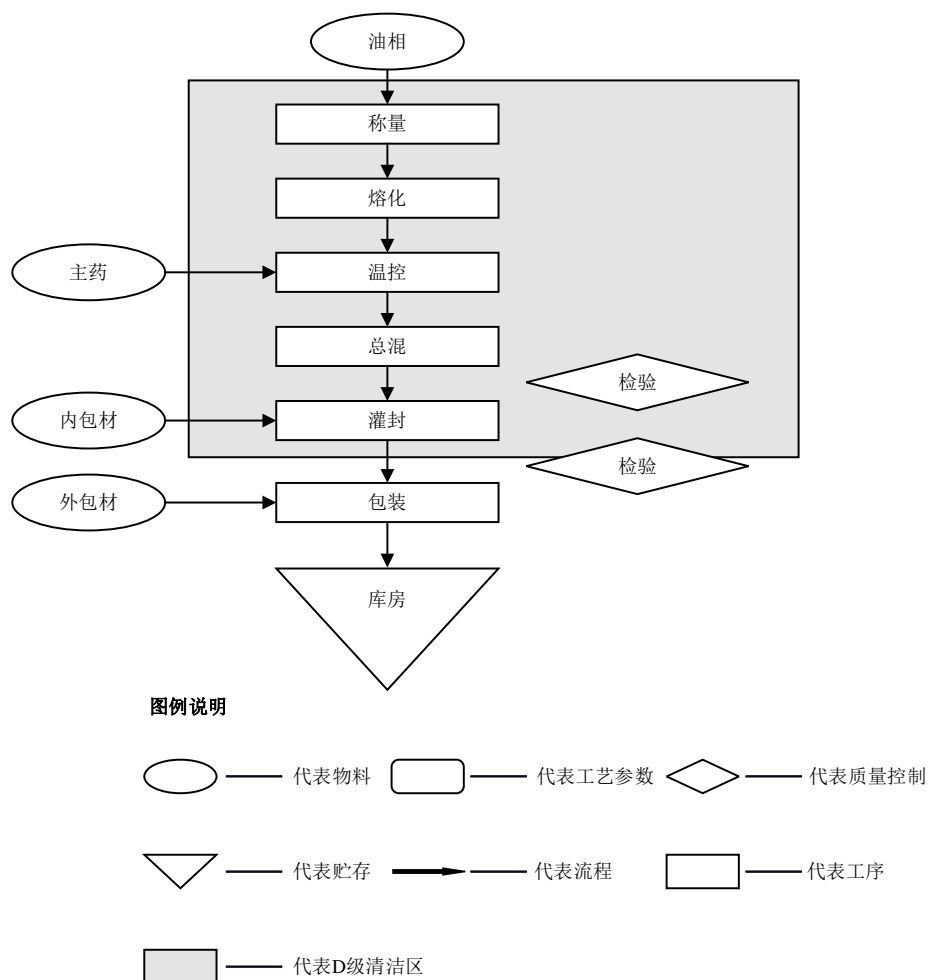 油相
称量
熔化
主药
温控
总混
检验
内包材
灌封
检验
外包材
包装
库房
图例说明
代表物料
代表工艺参数
代表质量控制
代表贮存
代表流程
代表工序
代表D级清洁区